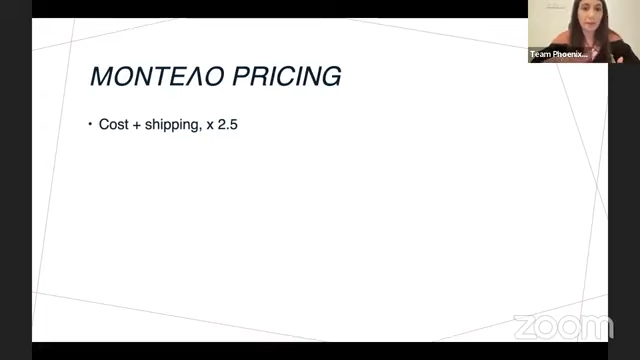 Team Phoenix...
ΜΟΝΤΕΛΟ PRICING
• Cost + shipping, x 2.5
zoom